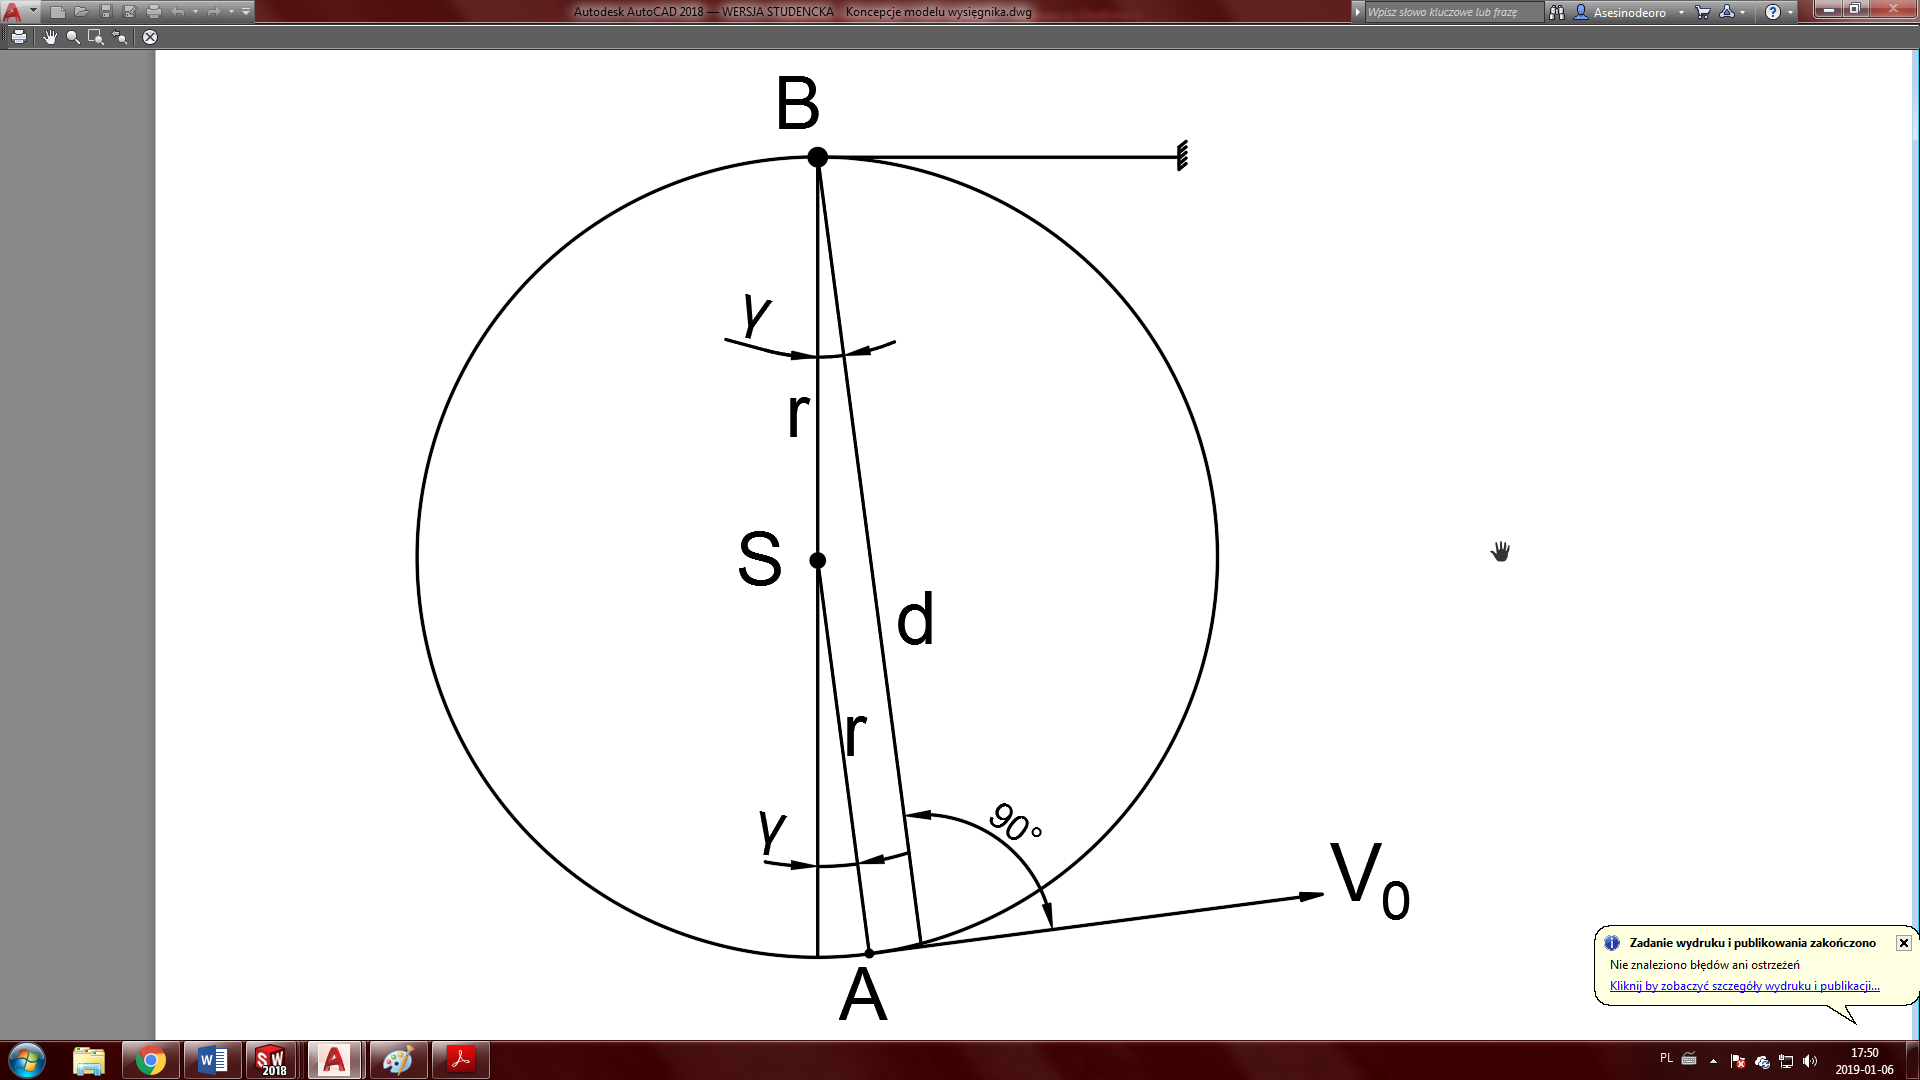 Autodesk AutoCAD 2018 — WERSJA STUDENCKA Koncepcje modelu wysięgnika.dwg
Wpisz słowo kluczowe lub frazę
Asesinodeoro
B
γ
r
S
d
r
γ
90°
V0
A
Zadanie wydruku i publikowania zakończono
Nie znaleziono błędów ani ostrzeżeń
Kliknij by zobaczyć szczegóły wydruku i publikacji...
SW
2018
PL
17:50
2019-01-06